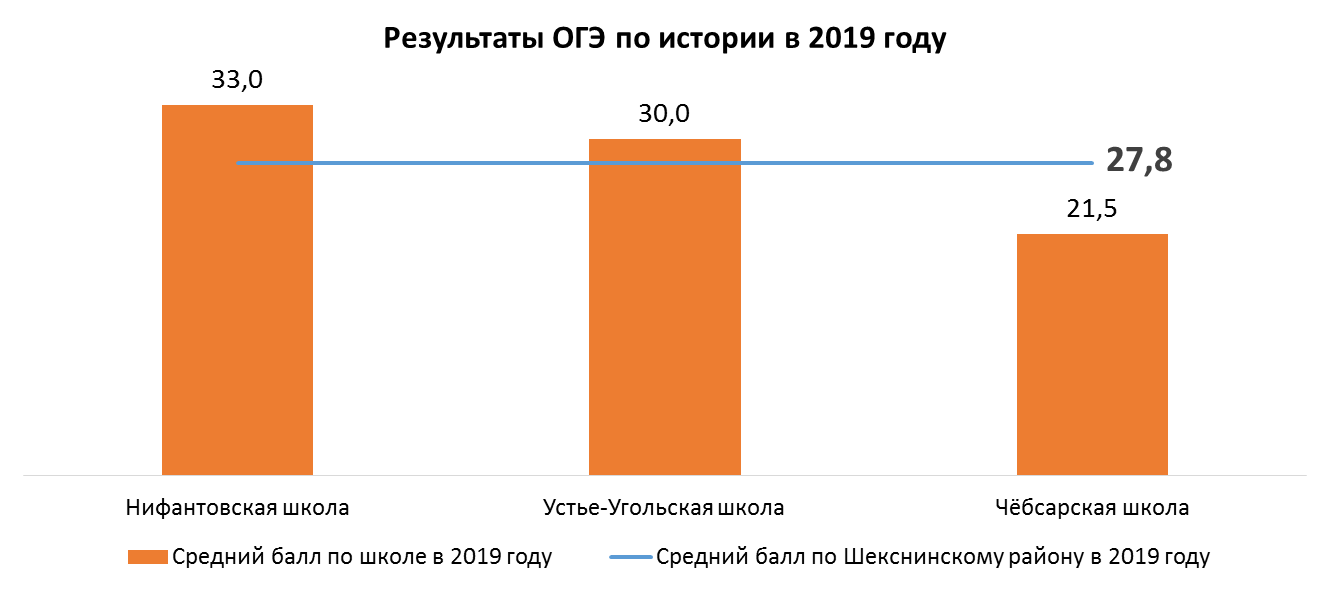 Результаты ОГЭ по истории в 2019 году
33,0
30,0
27,8
21,5
Нифантовская школа
Устье-Угольская школа
Чёбсарская школа
Средний балл по школе в 2019 году
Средний балл по Шекснинскому району в 2019 году